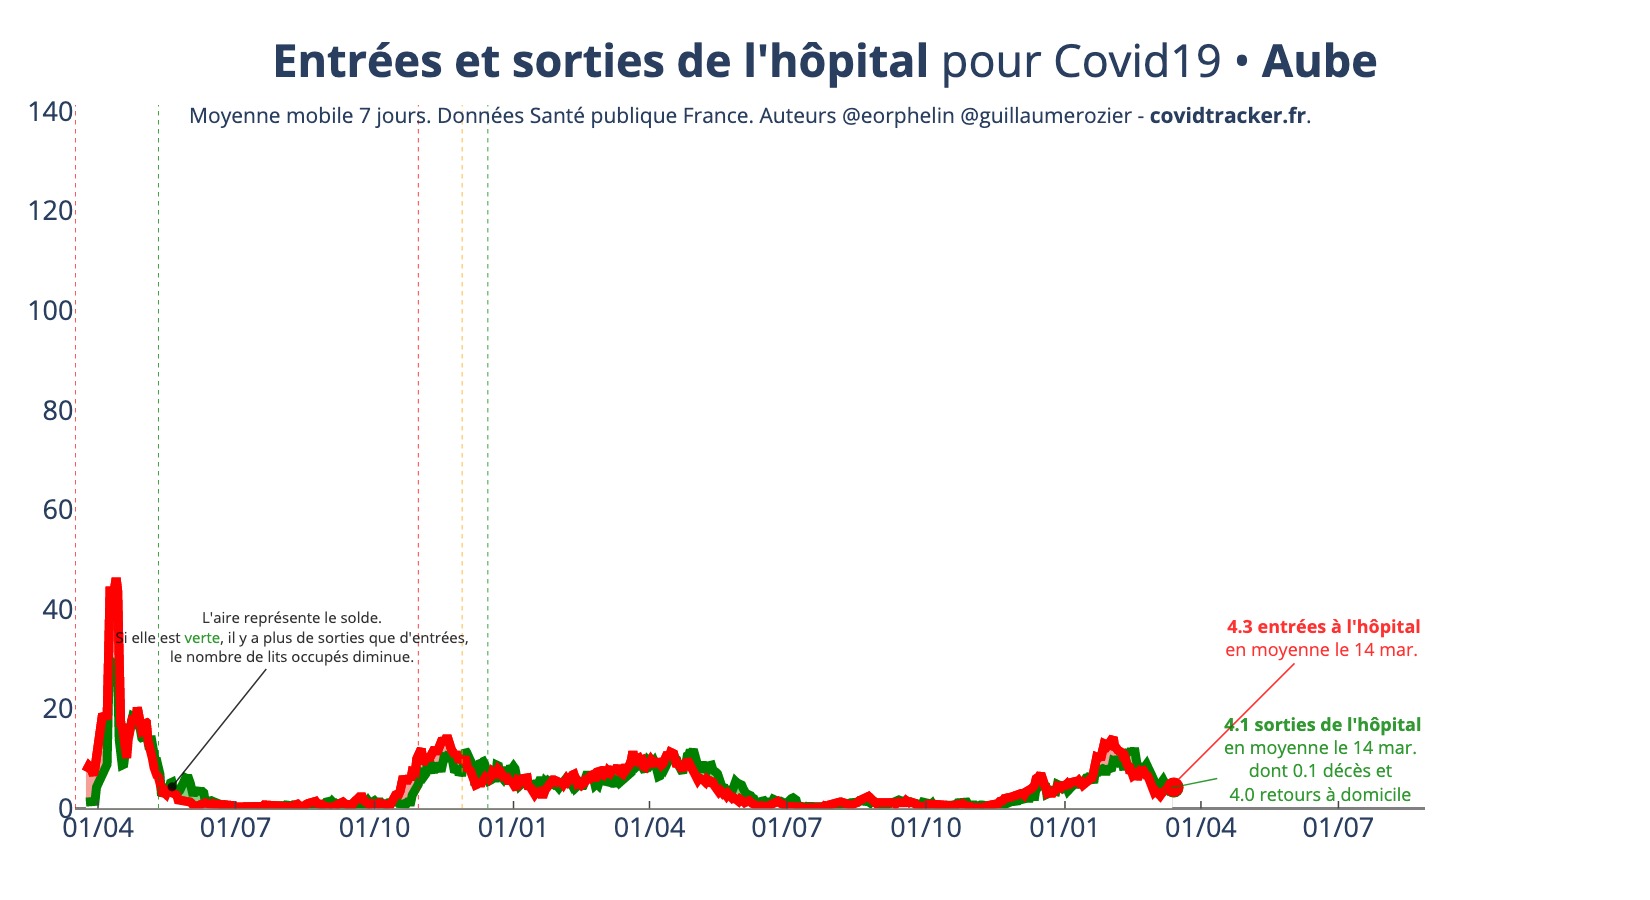 Entrées et sorties de l'hôpital pour Covid19 • Aube
Moyenne mobile 7 jours. Données Santé publique France. Auteurs @eorphelin @guillaumerozier - covidtracker.fr.
140
120
100
80
60
40
20
0
L'aire représente le solde.
Si elle est verte, il y a plus de sorties que d'entrées,
le nombre de lits occupés diminue.
4.3 entrées à l'hôpital
en moyenne le 14 mar.
4.1 sorties de l'hôpital
en moyenne le 14 mar.
dont 0.1 décès et
4.0 retours à domicile
01/04 01/07 01/10 01/01 01/04 01/07 01/10 01/01 01/04 01/07